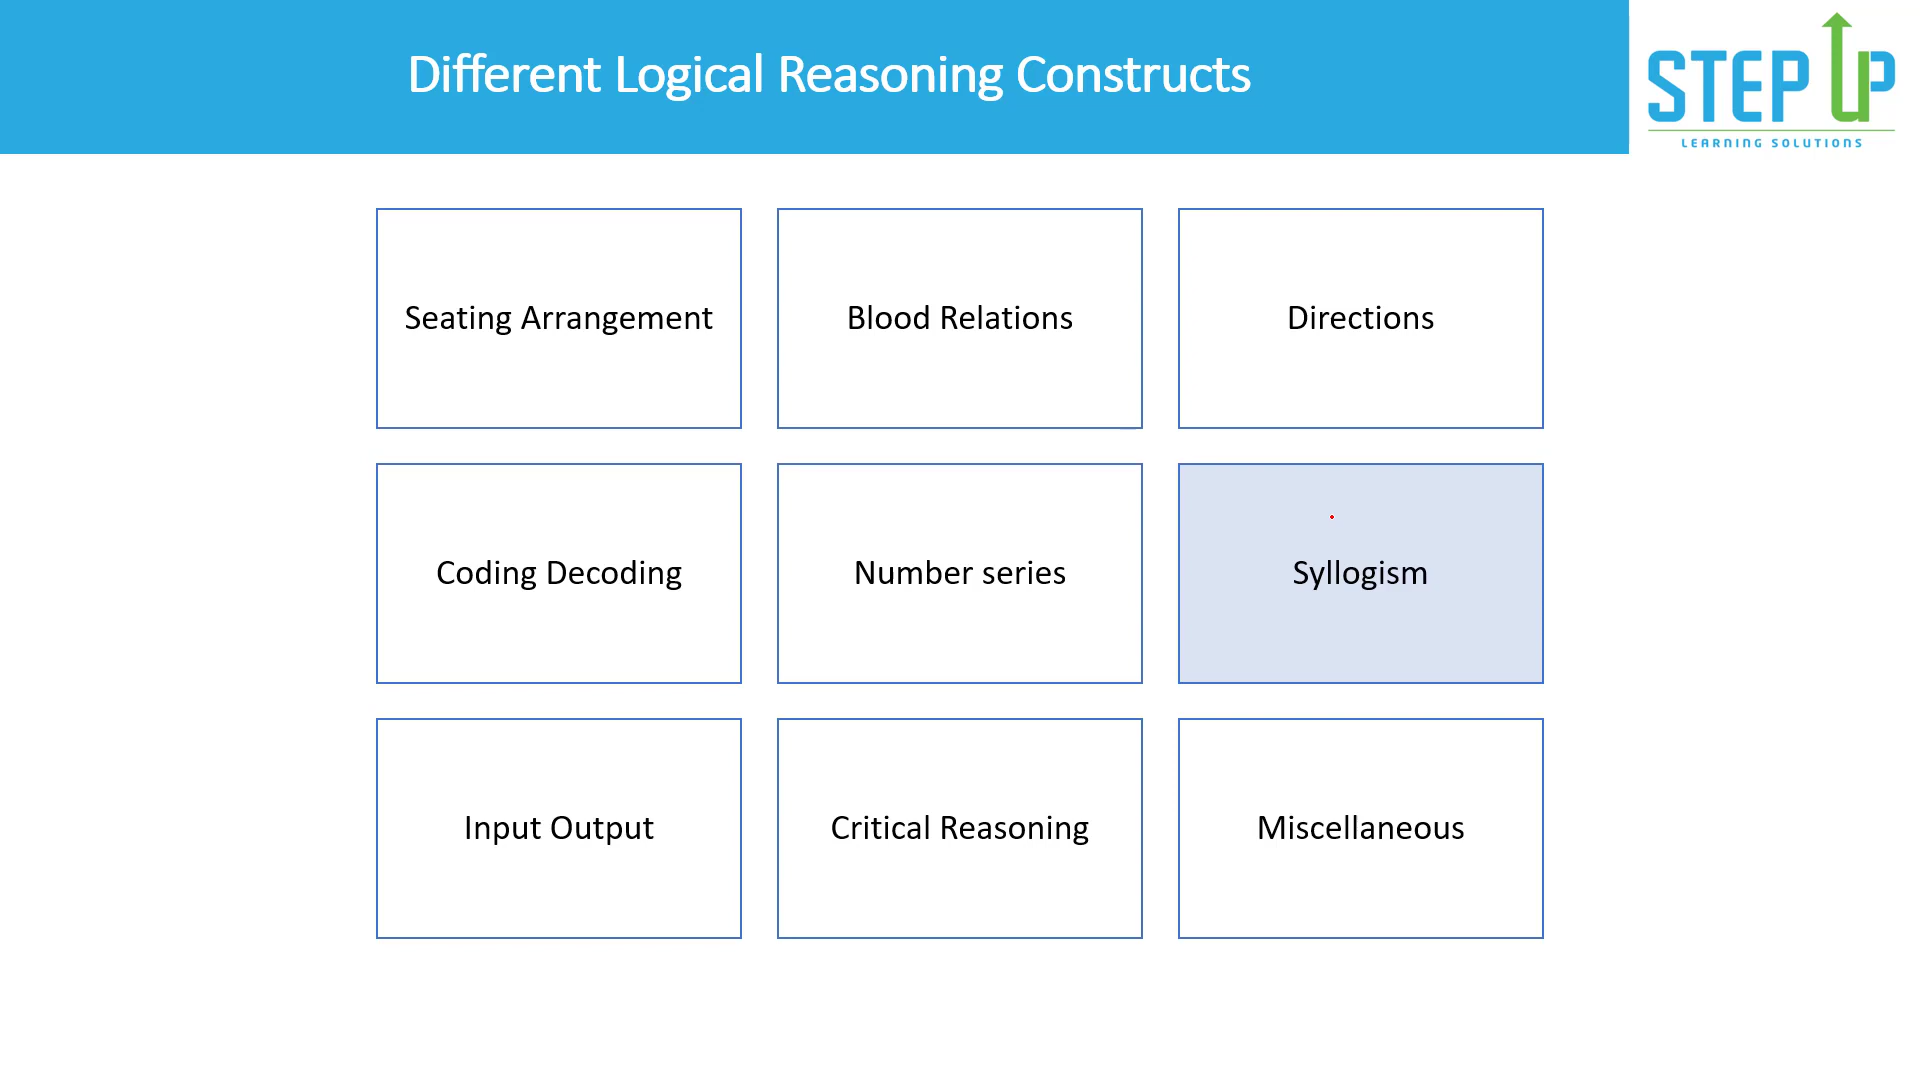 Different Logical Reasoning Constructs
STEP UP
LEARNING SOLUTIONS
Seating Arrangement
Blood Relations
Directions
Coding Decoding
Number series
Syllogism
Input Output
Critical Reasoning
Miscellaneous